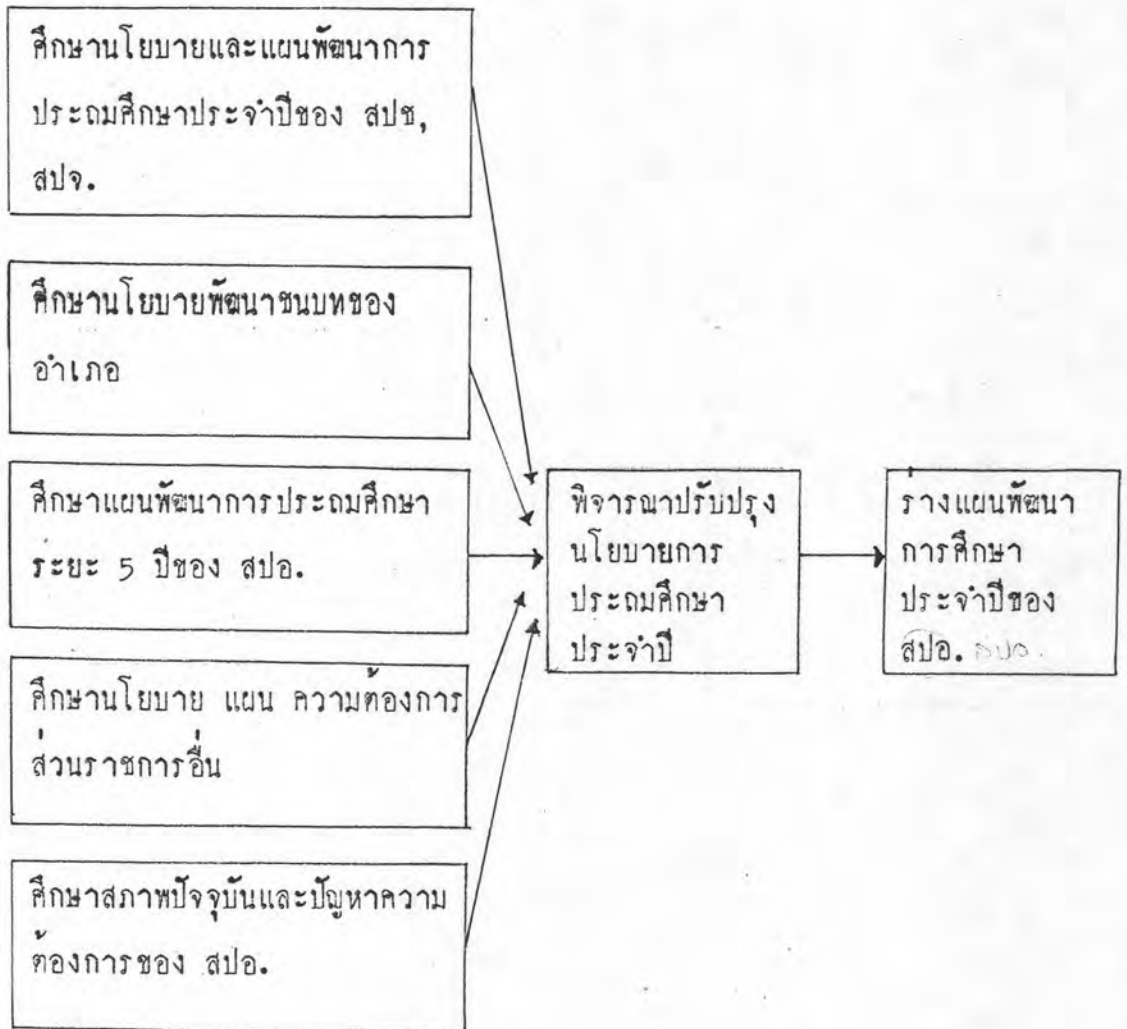 ศึกษานโยบายและแผนพัฒนาการ
ประถมศึกษาประจำปีของ สปช,
สปจ.
ศึกษานโยบายพัฒนาชนบทของ
อำเภอ
ศึกษาแผนพัฒนาการประถมศึกษา
ระยะ 5 ปีของ สปอ.
ศึกษานโยบาย แผน ความต้องการ
ส่วนราชการอื่น
ศึกษาสภาพปัจจุบันและปัญหาความ
ต้องการของ สปอ.
พิจารณาปรับปรุง
นโยบายการ
ประถมศึกษา
ประจำปี
ร่างแผนพัฒนา
การศึกษา
ประจำปีของ
สปอ.